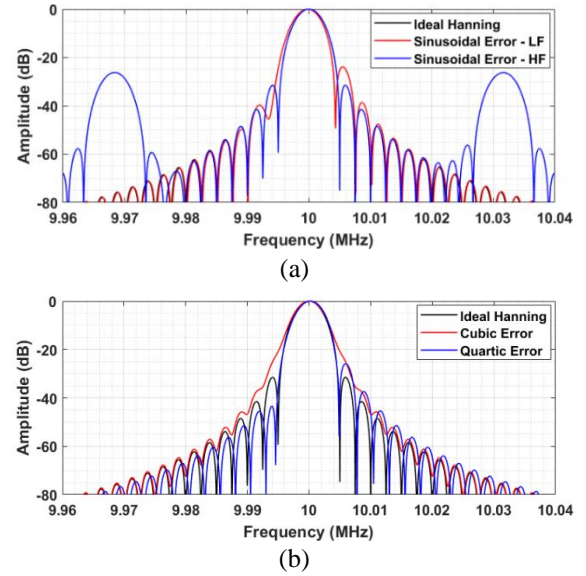 0
Ideal Hanning
Sinusoidal Error - LF
Sinusoidal Error - HF
-20
-40
-60
-80
Amplitude (dB)
9.96 9.97 9.98 9.99 10 10.01 10.02 10.03 10.04
Frequency (MHz)
(a)
0
Ideal Hanning
Cubic Error
Quartic Error
-20
-40
-60
-80
Amplitude (dB)
9.96 9.97 9.98 9.99 10 10.01 10.02 10.03 10.04
Frequency (MHz)
(b)